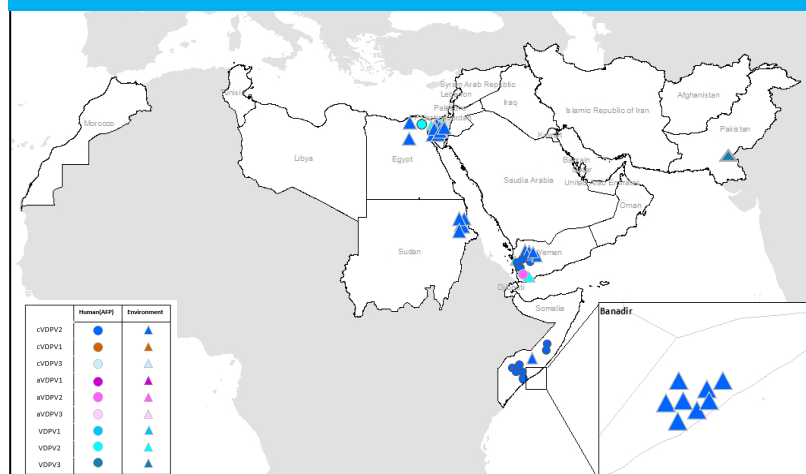 Syrian Arab Republic
Lebanon
Tunisia
Morocco
Iraq
Afghanistan
Islamic Republic of Iran
Pakistan
Libya
Egypt
Kuwait
Bahrain
Qatar
Saudi Arabia
United Arab Emirates
Oman
Sudan
Yemen
Djibouti
Somalia
Banadir
Human(AFP) Environment
cVDPV2
cVDPV1
cVDPV3
aVDPV1
aVDPV2
aVDPV3
VDPV1
VDPV2
VDPV3